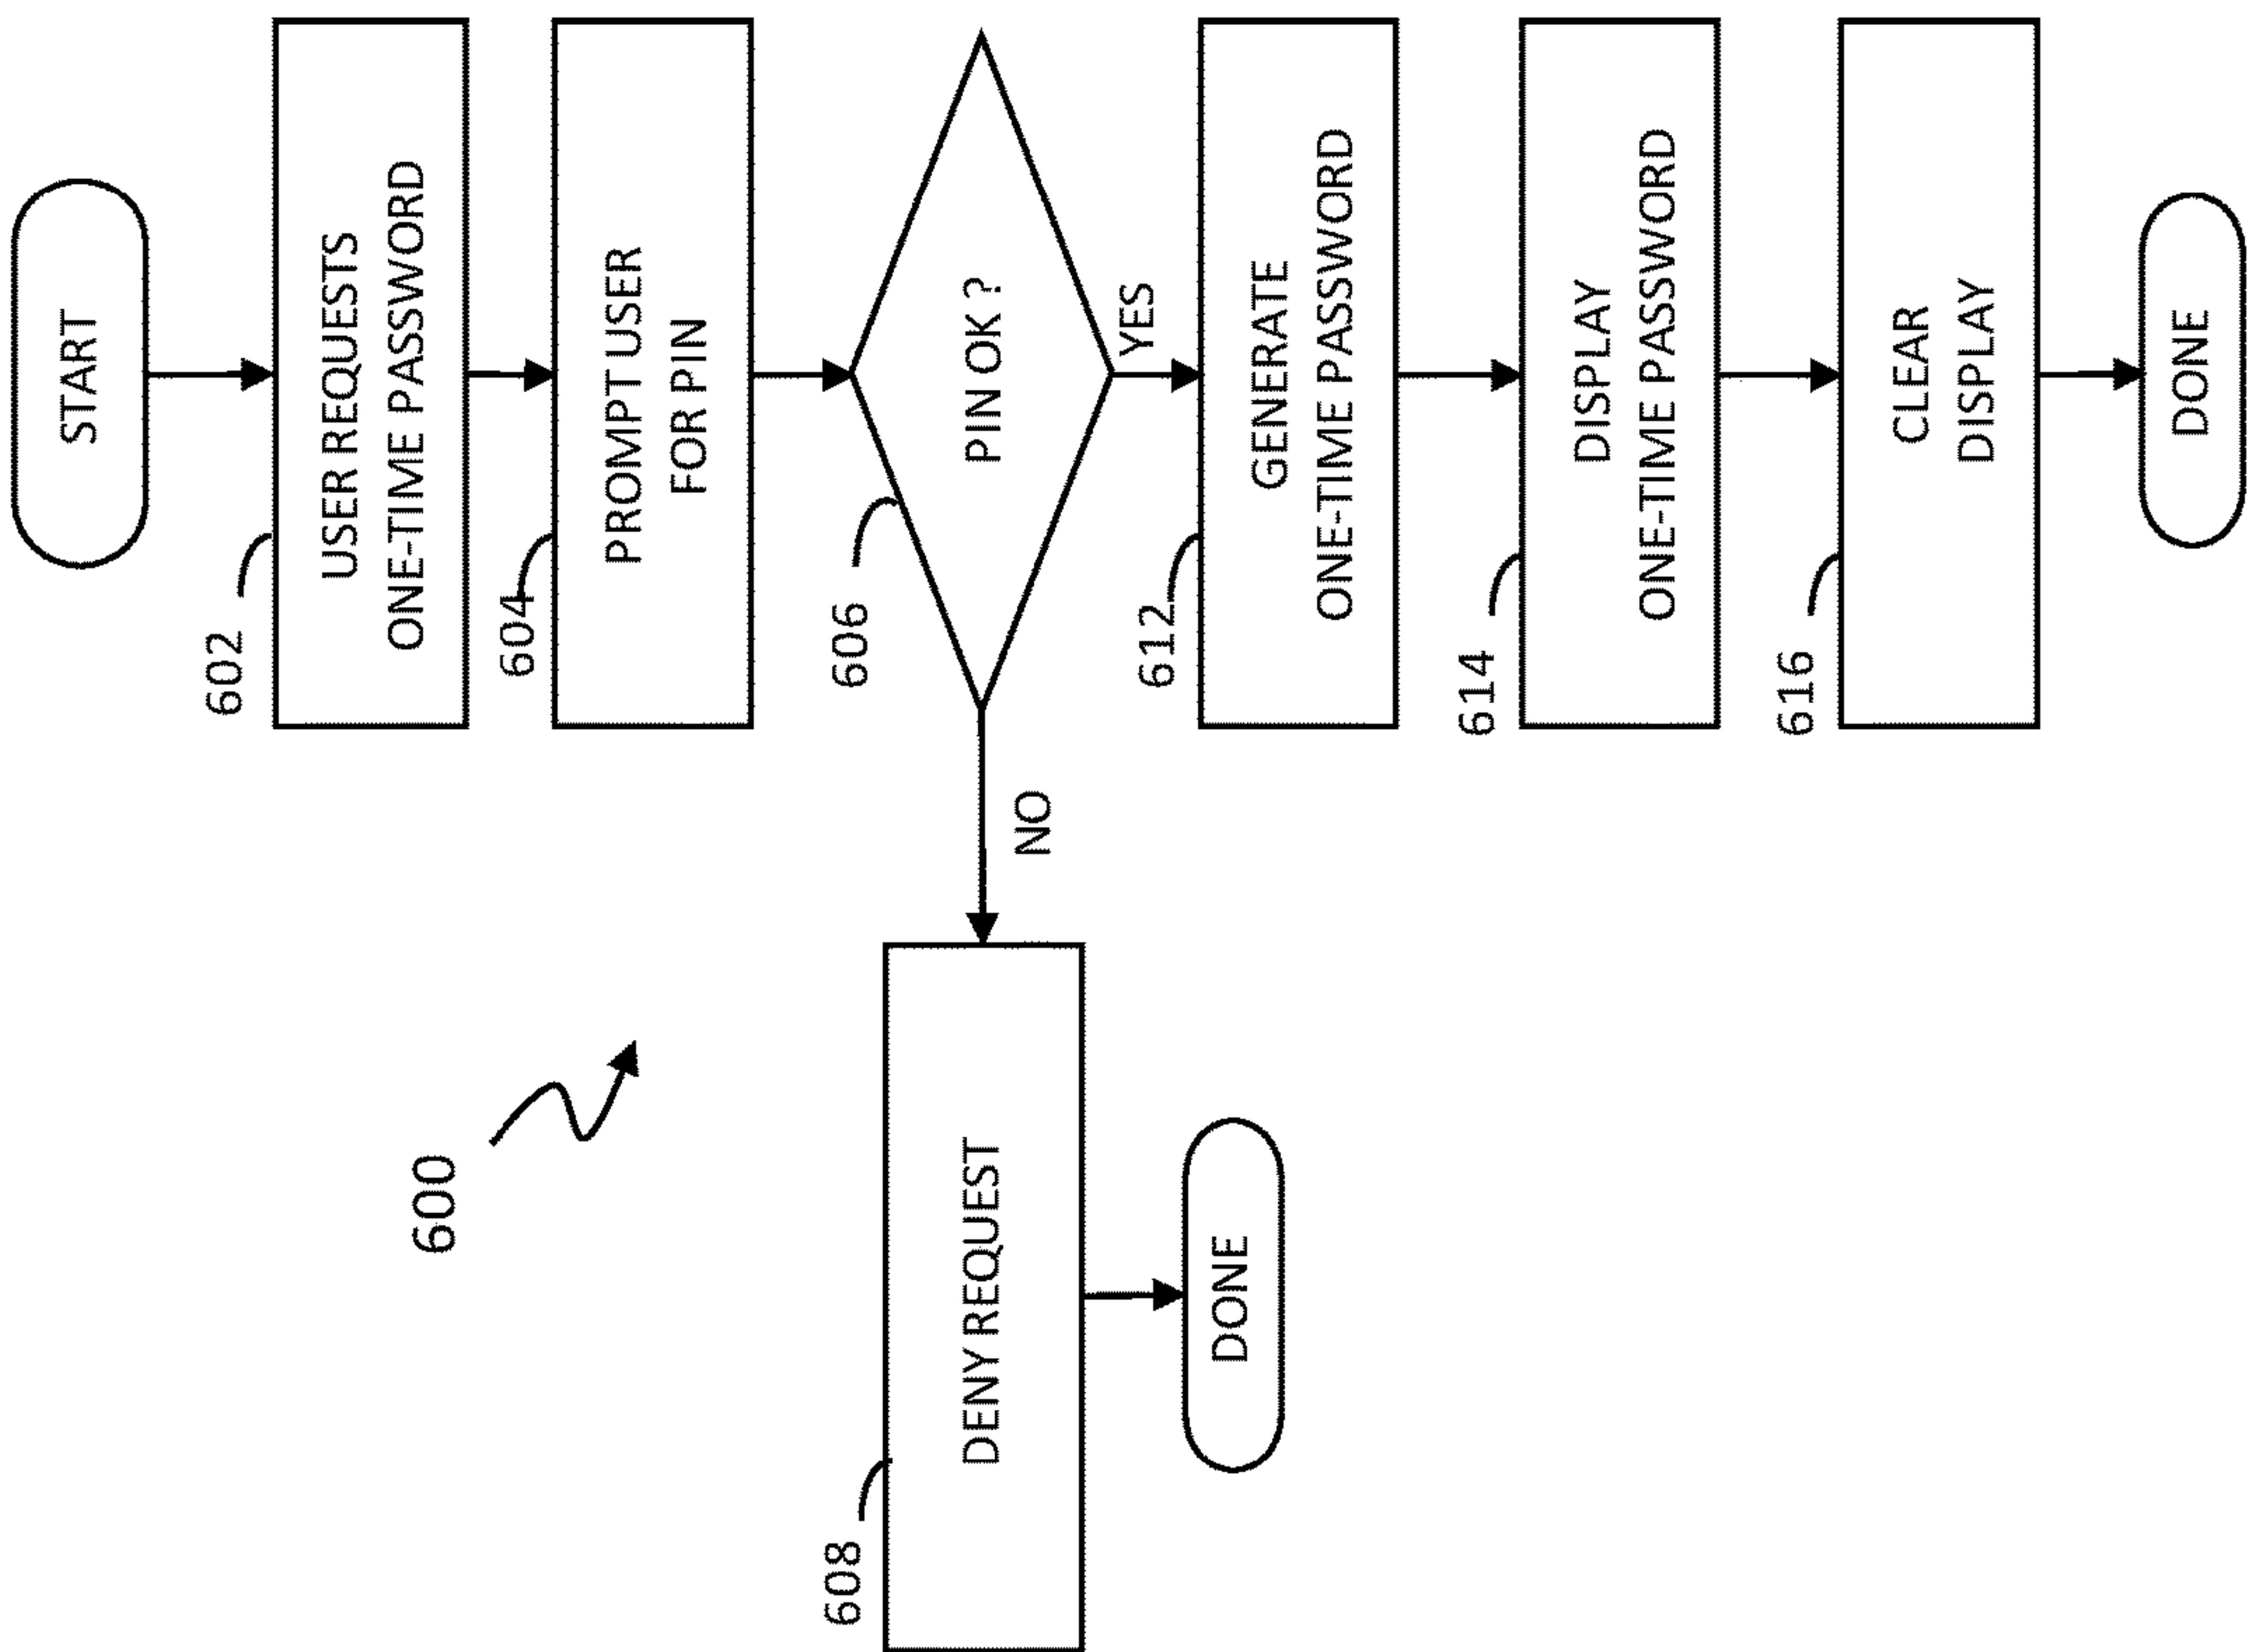 START
602
USER REQUESTS
ONE-TIME PASSWORD
604
PROMPT USER
FOR PIN
606
PIN OK ?
NO
YES
600
608
DENY REQUEST
DONE
612
GENERATE
ONE-TIME PASSWORD
614
DISPLAY
ONE-TIME PASSWORD
616
CLEAR
DISPLAY
DONE